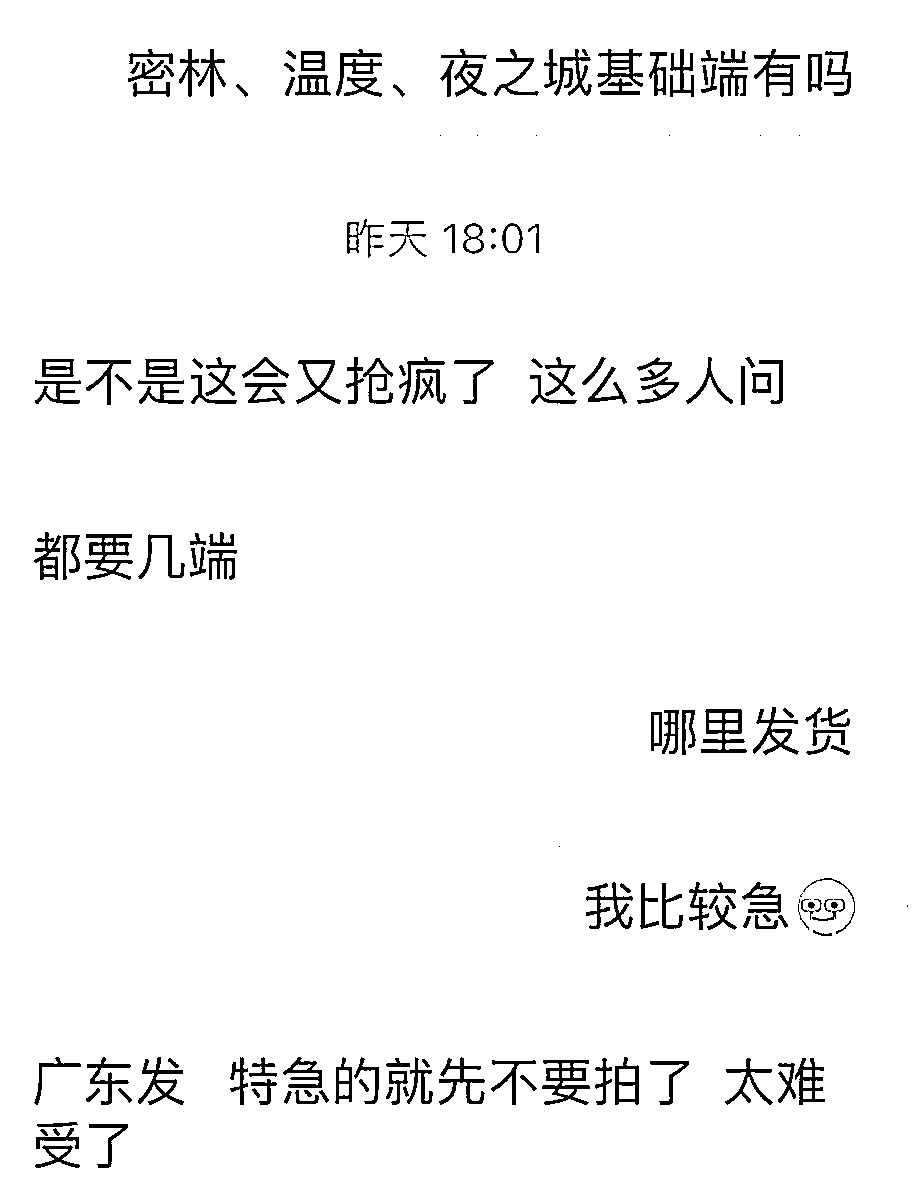 密林、温度、夜之城基础端有吗
昨天 18:01
是不是这会又抢疯了 这么多人问
都要几端
哪里发货
我比较急
广东发 特急的就先不要拍了 太难
受了